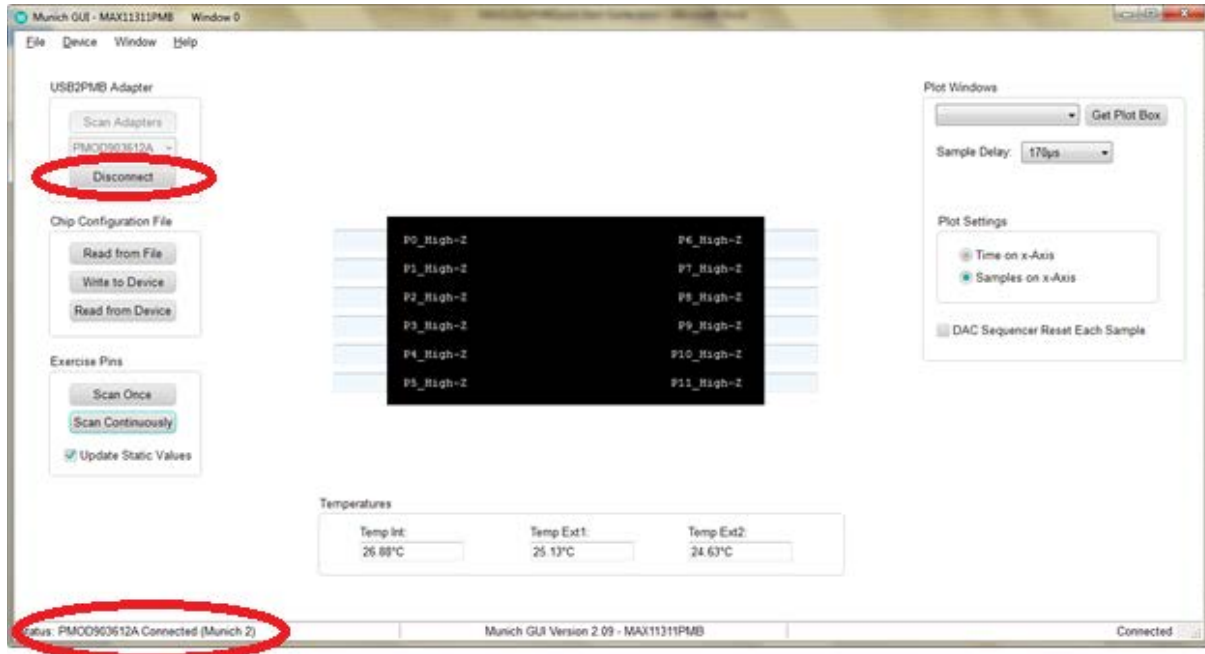 Munich GUI - MAX11311PMB Window 0
File Device Window Help
USB2PMB Adapter
Scan Adapters
PMOD903612A
Disconnect
Chip Configuration File
Read from File
Write to Device
Read from Device
Exercise Pins
Scan Once
Scan Continuously
Update Static Values
P0_High-Z P6_High-Z
P1_High-Z P7_High-Z
P2_High-Z P8_High-Z
P3_High-Z P9_High-Z
P4_High-Z P10_High-Z
P5_High-Z P11_High-Z
Temperatures
Temp Int: Temp Ext1: Temp Ext2:
26.88°C 25.13°C 24.63°C
Plot Windows
Get Plot Box
Sample Delay: 170µs
Plot Settings
Time on x-Axis
Samples on x-Axis
DAC Sequencer Reset Each Sample
Status: PMOD903612A Connected (Munich 2) Munich GUI Version 2.09 - MAX11311PMB Connected